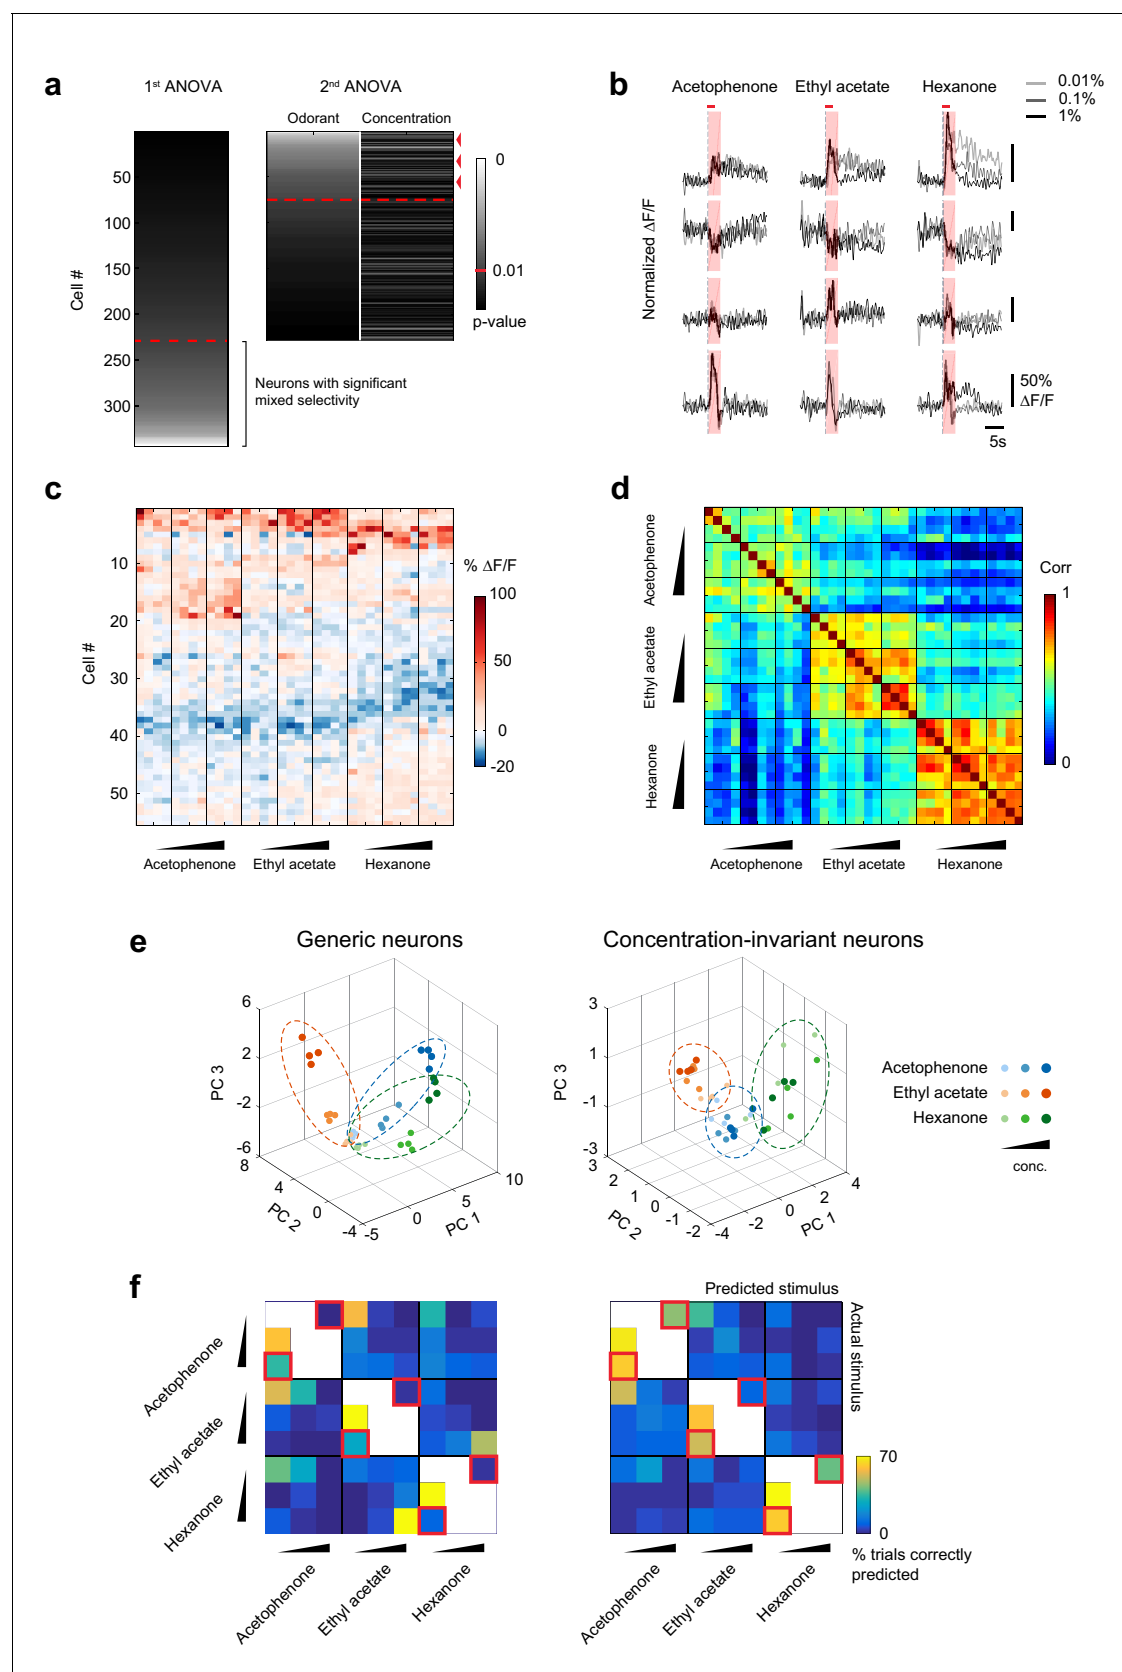 a
1st ANOVA
2nd ANOVA
Odorant
Concentration
50
100
150
200
250
300
Cell #
0
0.01
p-value
Neurons with significant
mixed selectivity
b
Acetophenone
Ethyl acetate
Hexanone
0.01%
0.1%
1%
Normalized ΔF/F
50%
ΔF/F
5s
c
10
20
30
40
50
Cell #
% ΔF/F
100
50
0
-20
Acetophenone
Ethyl acetate
Hexanone
d
Acetophenone
Ethyl acetate
Hexanone
Corr
1
0
Acetophenone
Ethyl acetate
Hexanone
e
Generic neurons
Concentration-invariant neurons
6
2
-2
-6
PC 3
8
4
0
-4
PC 2
-5
0
5
10
PC 1
3
1
-1
-3
PC 3
3
2
1
0
-1
-2
PC 2
-4
-2
0
2
4
PC 1
Acetophenone
Ethyl acetate
Hexanone
conc.
f
Predicted stimulus
Actual stimulus
Acetophenone
Ethyl acetate
Hexanone
70
0
% trials correctly
predicted
Acetophenone
Ethyl acetate
Hexanone
Acetophenone
Ethyl acetate
Hexanone